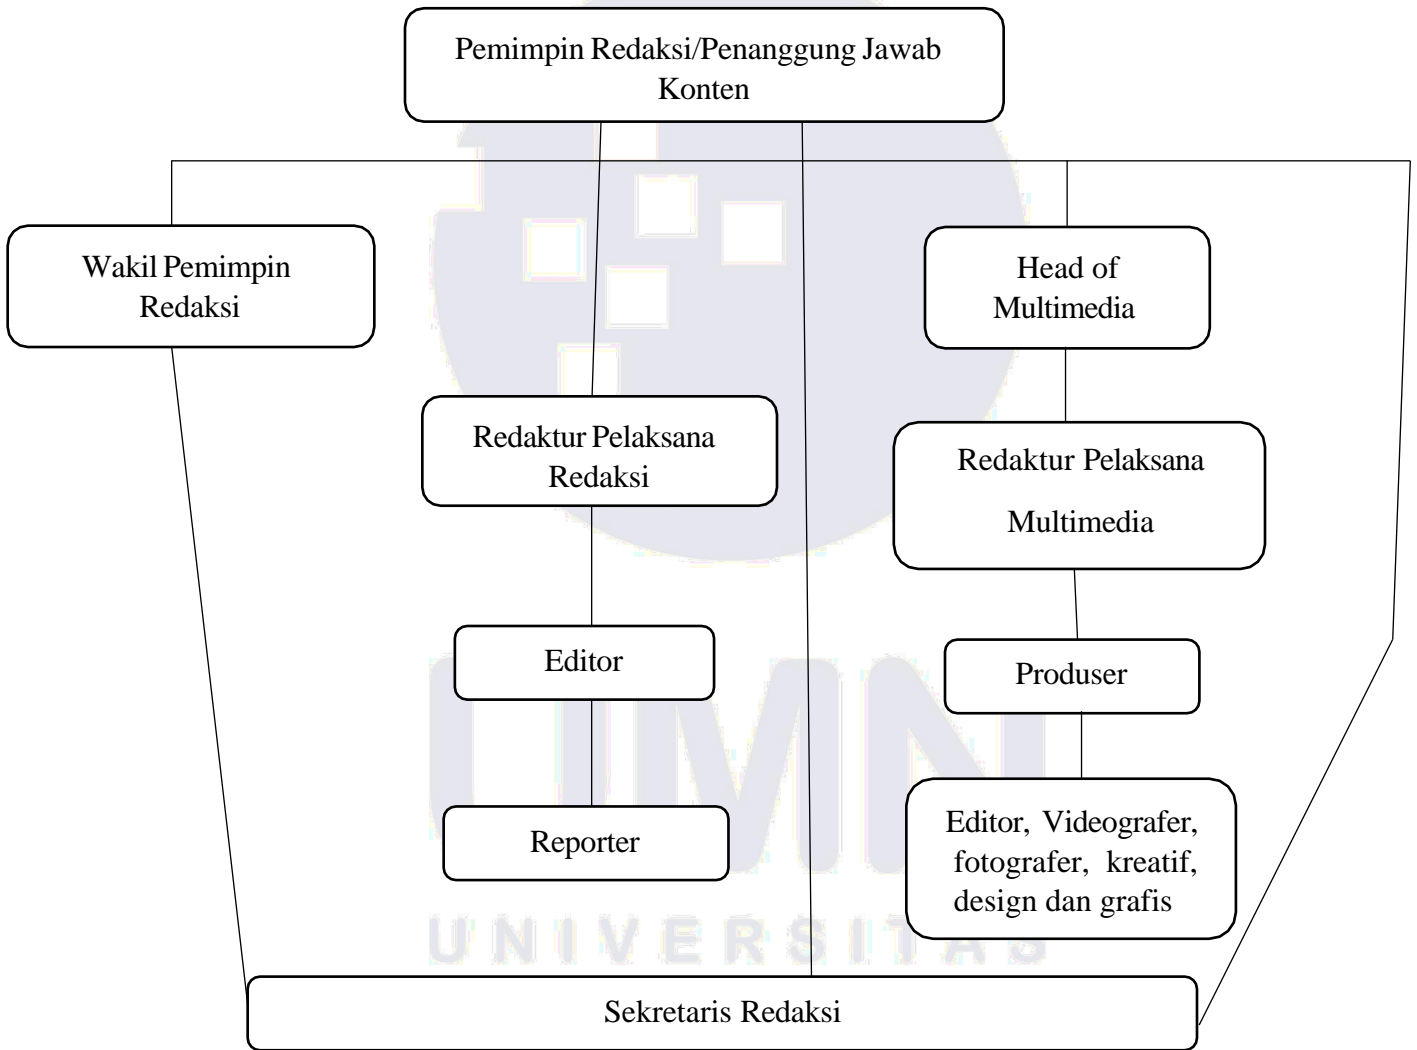 Pemimpin Redaksi/Penanggung Jawab
Konten
Wakil Pemimpin
Redaksi
Head of
Multimedia
Redaktur Pelaksana
Redaksi
Redaktur Pelaksana
Multimedia
Editor
Produser
Reporter
Editor, Videografer,
fotografer, kreatif,
design dan grafis
Sekretaris Redaksi
UMN
UNIVERSITAS